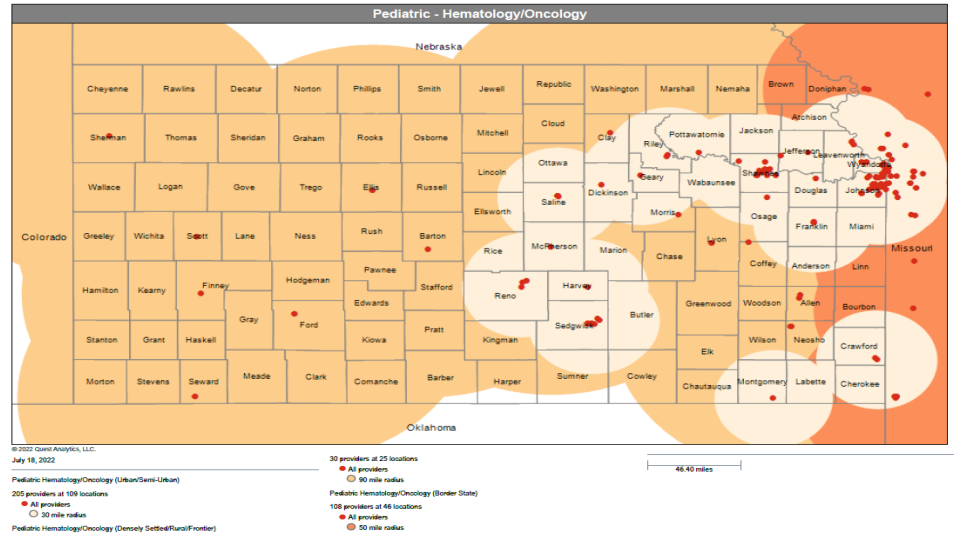 Pediatric - Hematology/Oncology
Nebraska
Cheyenne Rawlins Decatur Norton Phillips Smith Jewell Republic Washington Marshall Nemaha Brown Doniphan
Sherman Thomas Sheridan Graham Rooks Osborne Mitchell Cloud Clay Riley Pottawatomie Jackson Atchison
Jefferson Leavenworth Wyandotte
Wallace Logan Gove Trego Ellis Russell Lincoln Ottawa Saline Dickinson Geary Wabaunsee Shawnee Douglas Johnson
Colorado Greeley Wichita Scott Lane Ness Rush Barton Ellsworth Rice McPherson Marion Morris Lyon Osage Franklin Miami Missouri
Hamilton Kearny Finney Hodgeman Pawnee Stafford Reno Harvey Chase Coffey Anderson Linn
Gray Ford Edwards Sedgwick Butler Greenwood Woodson Allen Bourbon
Stanton Grant Haskell Kiowa Pratt Kingman Elk Wilson Neosho Crawford
Morton Stevens Seward Meade Clark Comanche Barber Harper Sumner Cowley Chautauqua Montgomery Labette Cherokee
Oklahoma
© 2022 Quest Analytics, LLC.
July 18, 2022
Pediatric Hematology/Oncology (Urban/Semi-Urban)
205 providers at 109 locations
All providers
30 mile radius
Pediatric Hematology/Oncology (Densely Settled/Rural/Frontier)
30 providers at 25 locations
All providers
90 mile radius
Pediatric Hematology/Oncology (Border State)
108 providers at 46 locations
All providers
50 mile radius
46.40 miles